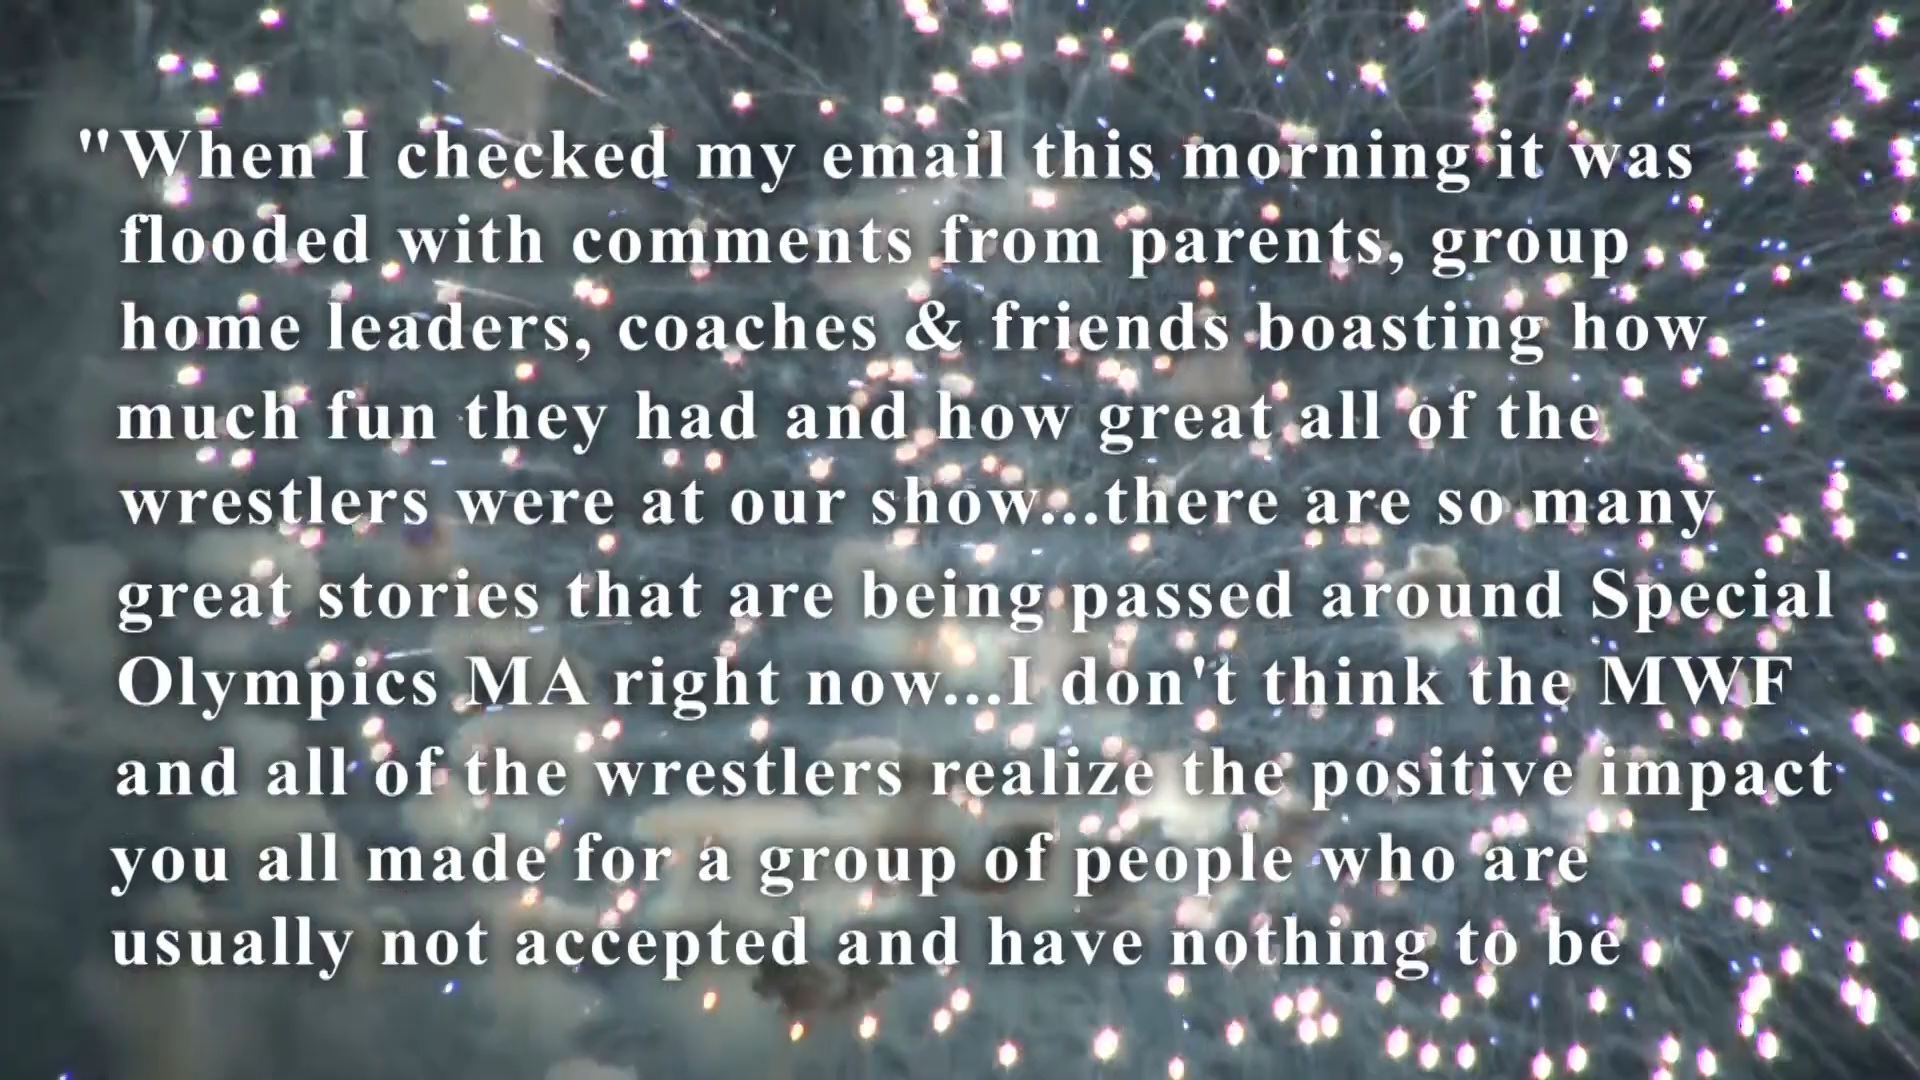 "When I checked my email this morning it was
flooded with comments from parents, group
home leaders, coaches & friends boasting how
much fun they had and how great all of the
wrestlers were at our show...there are so many
great stories that are being passed around Special
Olympics MA right now...I don't think the MWF
and all of the wrestlers realize the positive impact
you all made for a group of people who are
usually not accepted and have nothing to be